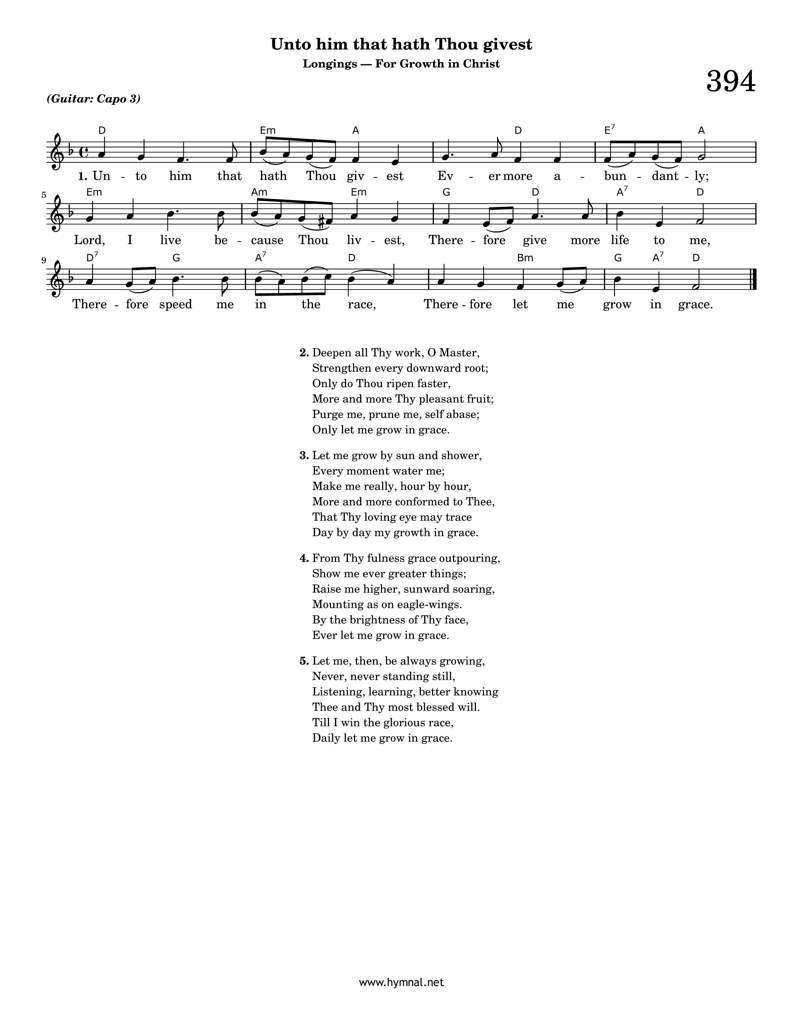 Unto him that hath Thou givest
Longings — For Growth in Christ
394
(Guitar: Capo 3)
D Em A D E7 A
1. Un - to him that hath Thou giv - est Ev - er more a - bun - dant - ly;
5
Em Am Em G D A7 D
Lord, I live be - cause Thou liv - est, There - fore give more life to me,
9
D7 G A7 D Bm G A7 D
There - fore speed me in the race, There - fore let me grow in grace.
2. Deepen all Thy work, O Master,
Strengthen every downward root;
Only do Thou ripen faster,
More and more Thy pleasant fruit;
Purge me, prune me, self abase;
Only let me grow in grace.
3. Let me grow by sun and shower,
Every moment water me;
Make me really, hour by hour,
More and more conformed to Thee,
That Thy loving eye may trace
Day by day my growth in grace.
4. From Thy fulness grace outpouring,
Show me ever greater things;
Raise me higher, sunward soaring,
Mounting as on eagle-wings.
By the brightness of Thy face,
Ever let me grow in grace.
5. Let me, then, be always growing,
Never, never standing still,
Listening, learning, better knowing
Thee and Thy most blessed will.
Till I win the glorious race,
Daily let me grow in grace.
www.hymnal.net